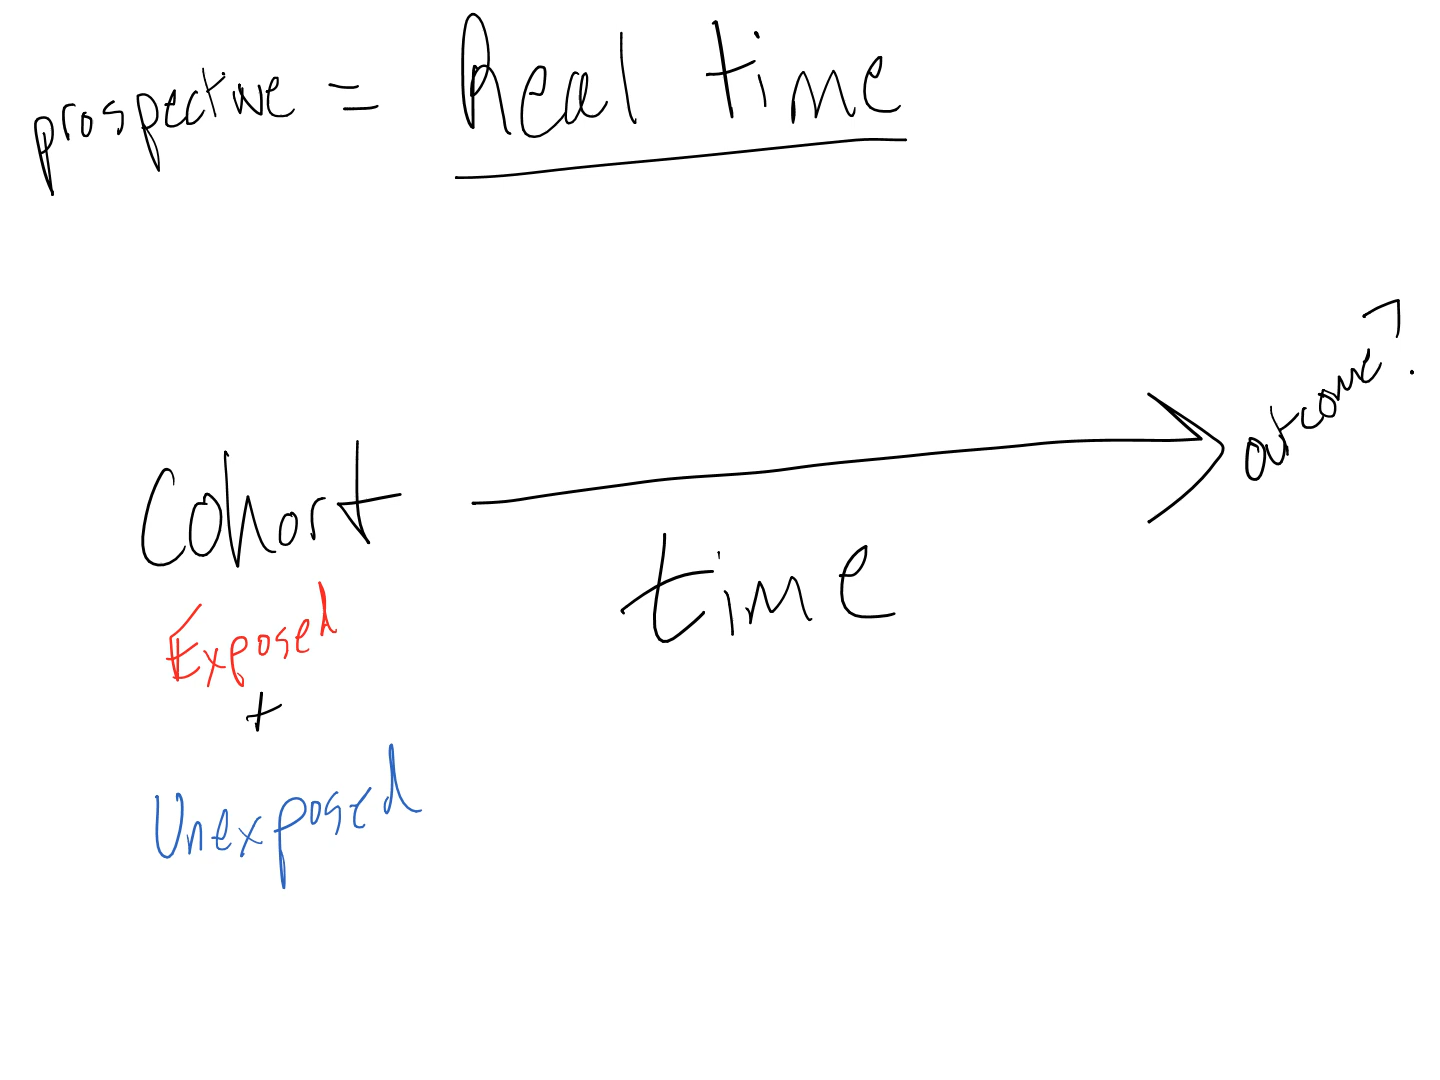 prospective = Real time
Cohort
time
outcome?
Exposed
+
Unexposed